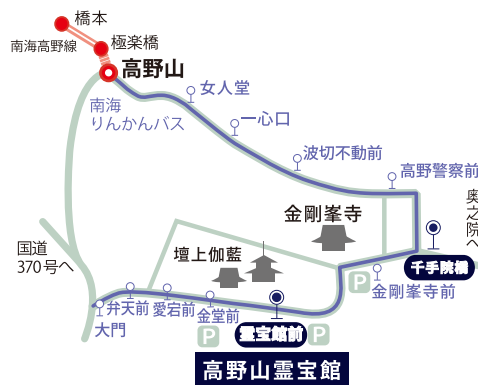 橋本
南海高野線
極楽橋
高野山
女人堂
南海
りんかんバス
一心口
波切不動前
高野警察前
奥之院へ
金剛峯寺
国道
370号へ
壇上伽藍
千手院橋
金剛峯寺前
弁天前
愛宕前
金堂前
大門
霊宝館前
P
P
P
高野山霊宝館